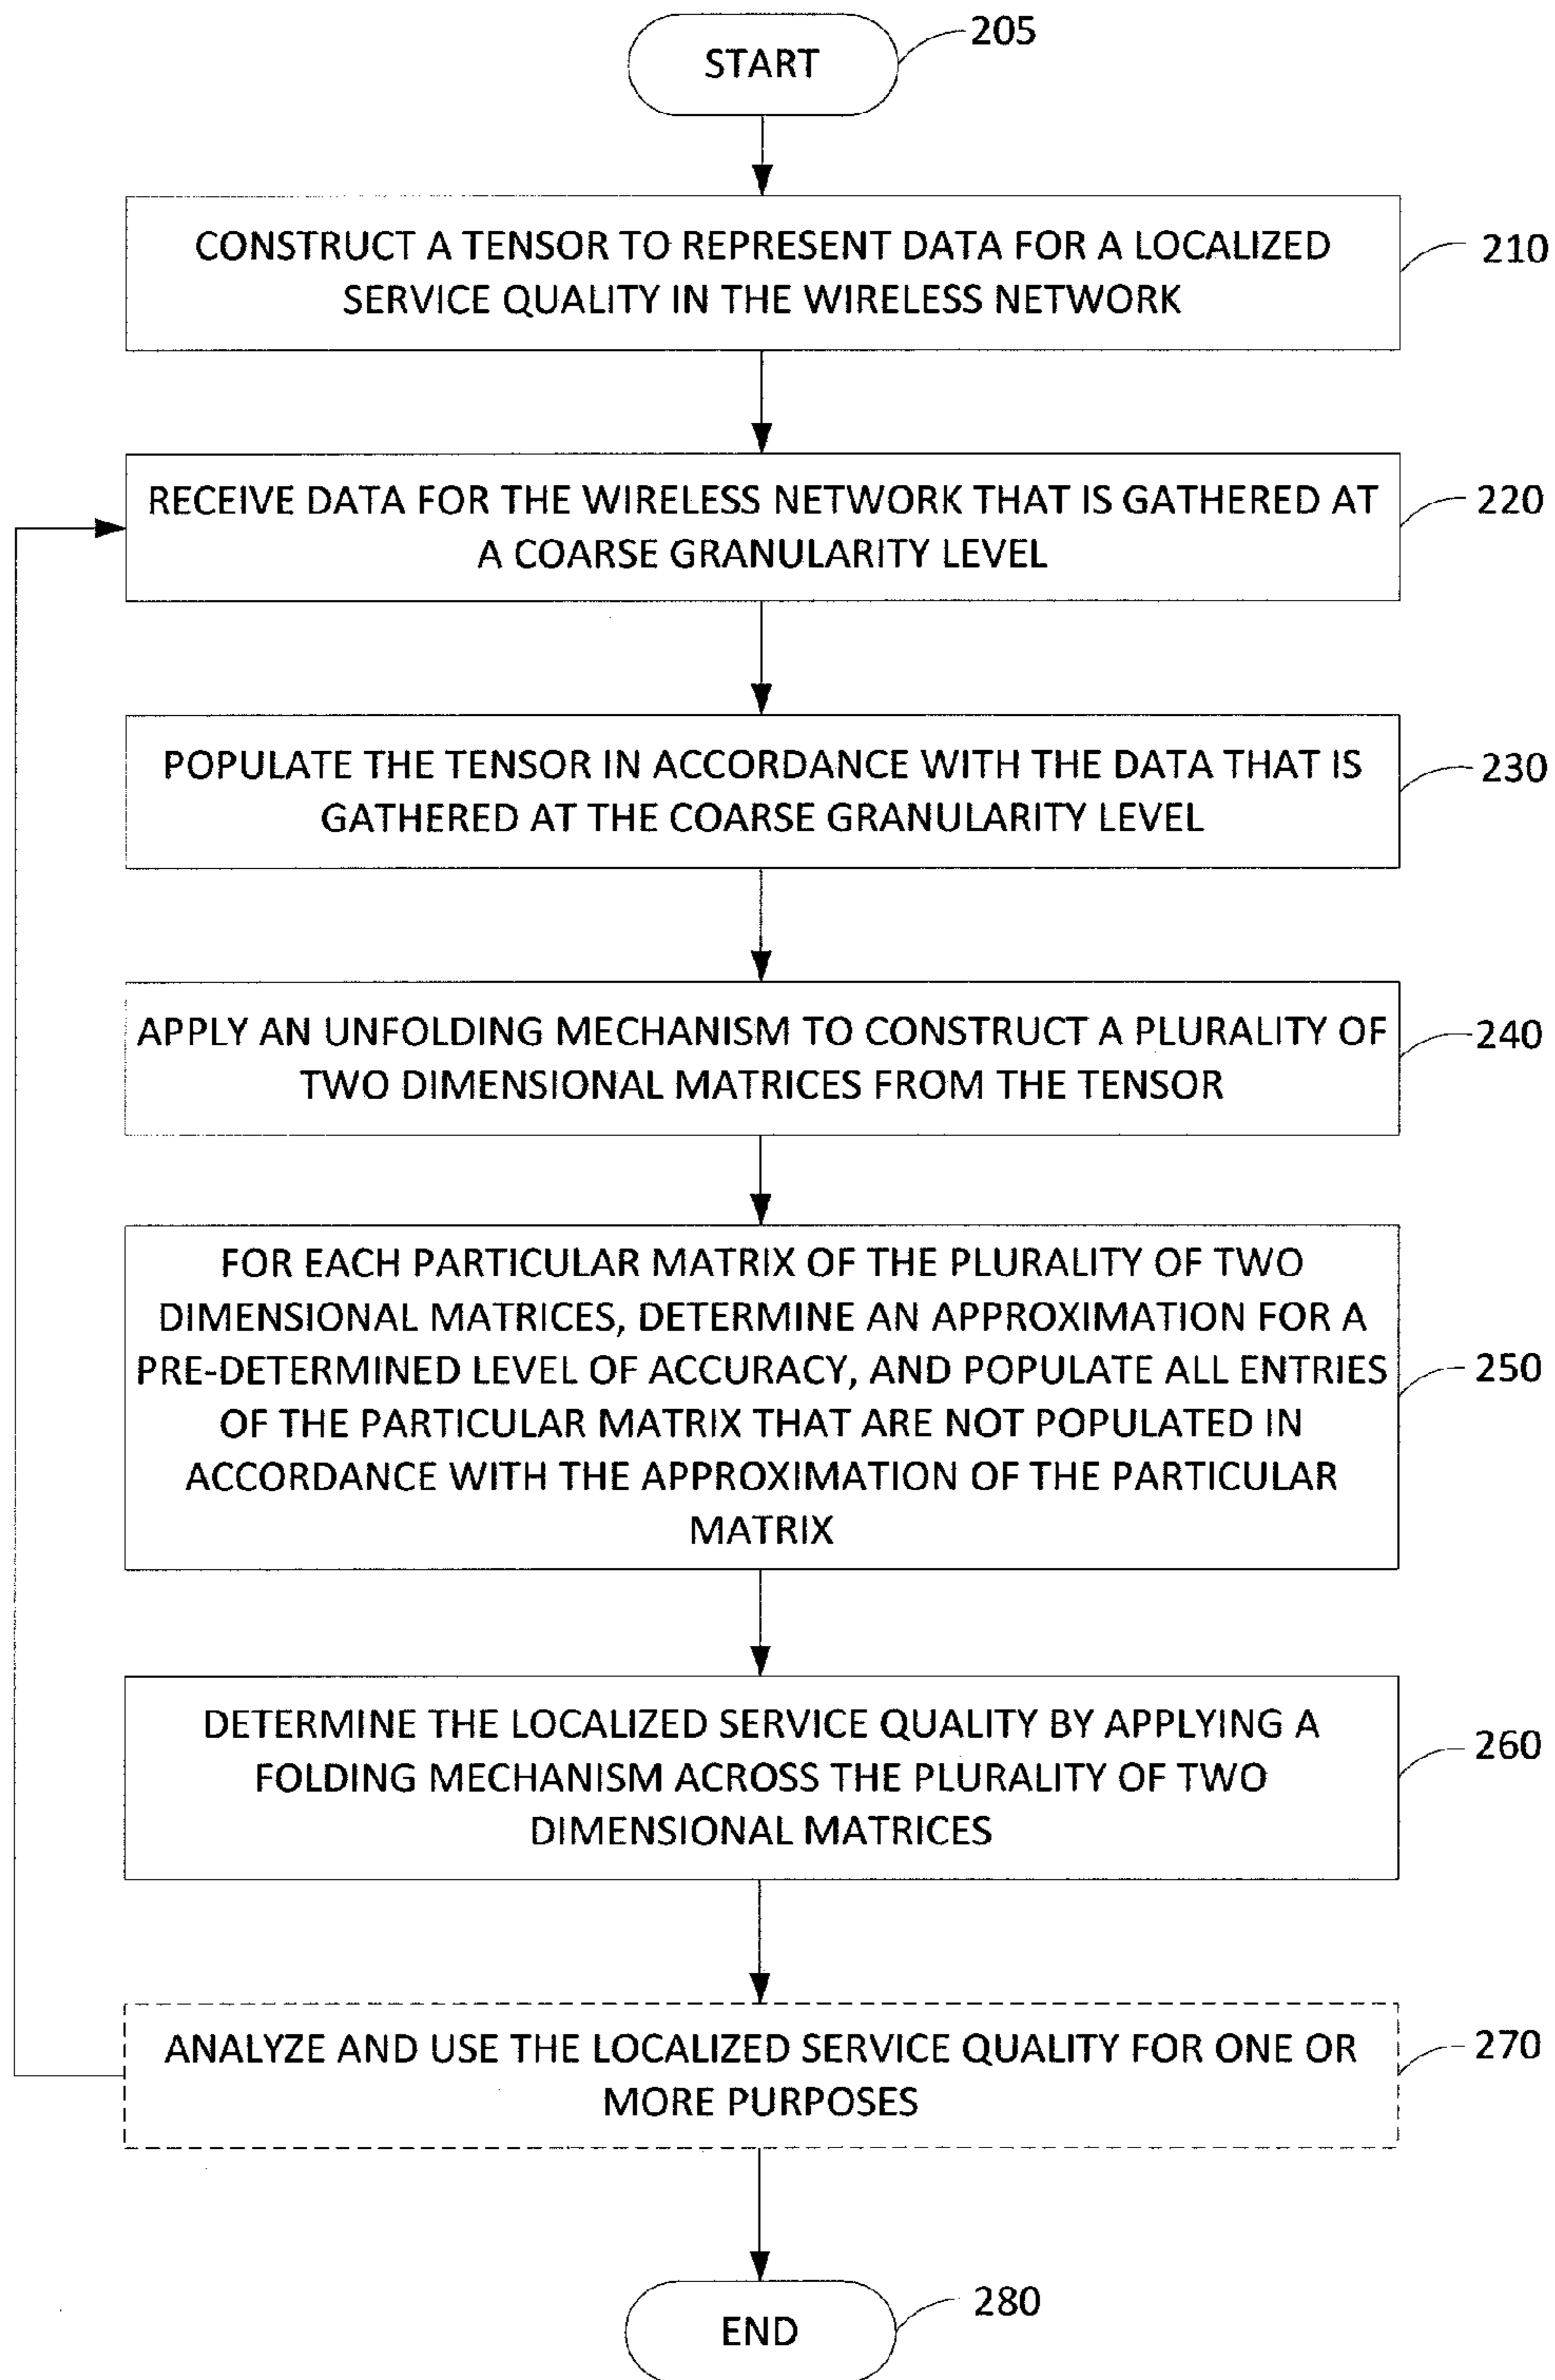 START
205
CONSTRUCT A TENSOR TO REPRESENT DATA FOR A LOCALIZED
SERVICE QUALITY IN THE WIRELESS NETWORK
210
RECEIVE DATA FOR THE WIRELESS NETWORK THAT IS GATHERED AT
A COARSE GRANULARITY LEVEL
220
POPULATE THE TENSOR IN ACCORDANCE WITH THE DATA THAT IS
GATHERED AT THE COARSE GRANULARITY LEVEL
230
APPLY AN UNFOLDING MECHANISM TO CONSTRUCT A PLURALITY OF
TWO DIMENSIONAL MATRICES FROM THE TENSOR
240
FOR EACH PARTICULAR MATRIX OF THE PLURALITY OF TWO
DIMENSIONAL MATRICES, DETERMINE AN APPROXIMATION FOR A
PRE-DETERMINED LEVEL OF ACCURACY, AND POPULATE ALL ENTRIES
OF THE PARTICULAR MATRIX THAT ARE NOT POPULATED IN
ACCORDANCE WITH THE APPROXIMATION OF THE PARTICULAR
MATRIX
250
DETERMINE THE LOCALIZED SERVICE QUALITY BY APPLYING A
FOLDING MECHANISM ACROSS THE PLURALITY OF TWO
DIMENSIONAL MATRICES
260
ANALYZE AND USE THE LOCALIZED SERVICE QUALITY FOR ONE OR
MORE PURPOSES
270
END
280